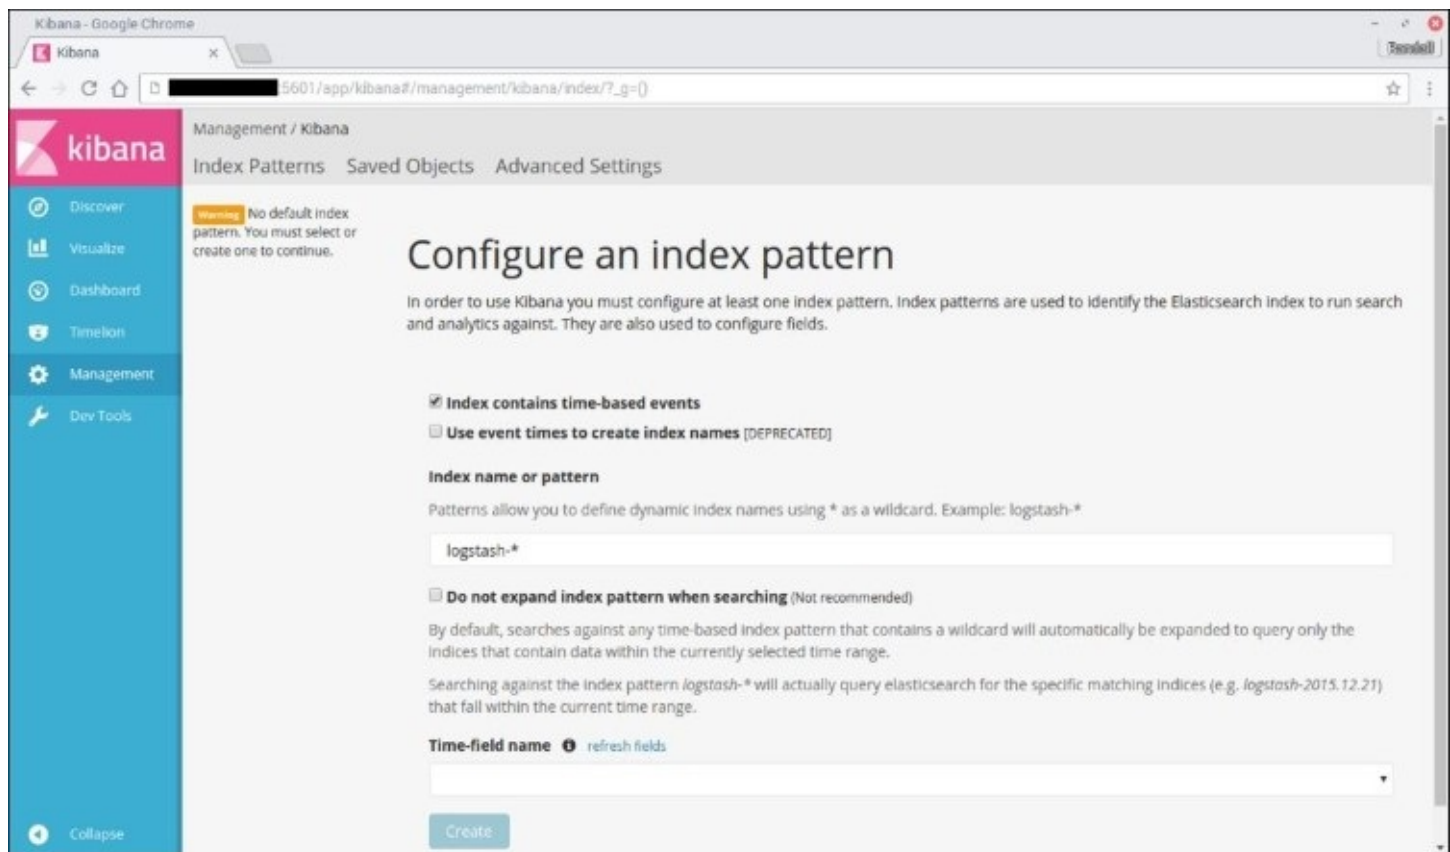 Kibana - Google Chrome
Kibana
:5601/app/kibana#/management/kibana/index/?_g=()
kibana
Discover
Visualize
Dashboard
Timelion
Management
Dev Tools
Collapse
Management / Kibana
Index Patterns Saved Objects Advanced Settings
Warning No default index
pattern. You must select or
create one to continue.
Configure an index pattern
In order to use Kibana you must configure at least one index pattern. Index patterns are used to identify the Elasticsearch index to run search
and analytics against. They are also used to configure fields.
Index contains time-based events
Use event times to create index names [DEPRECATED]
Index name or pattern
Patterns allow you to define dynamic index names using * as a wildcard. Example: logstash-*
logstash-*
Do not expand index pattern when searching (Not recommended)
By default, searches against any time-based index pattern that contains a wildcard will automatically be expanded to query only the
indices that contain data within the currently selected time range.
Searching against the index pattern logstash-* will actually query elasticsearch for the specific matching indices (e.g. logstash-2015.12.21)
that fall within the current time range.
Time-field name refresh fields
Create